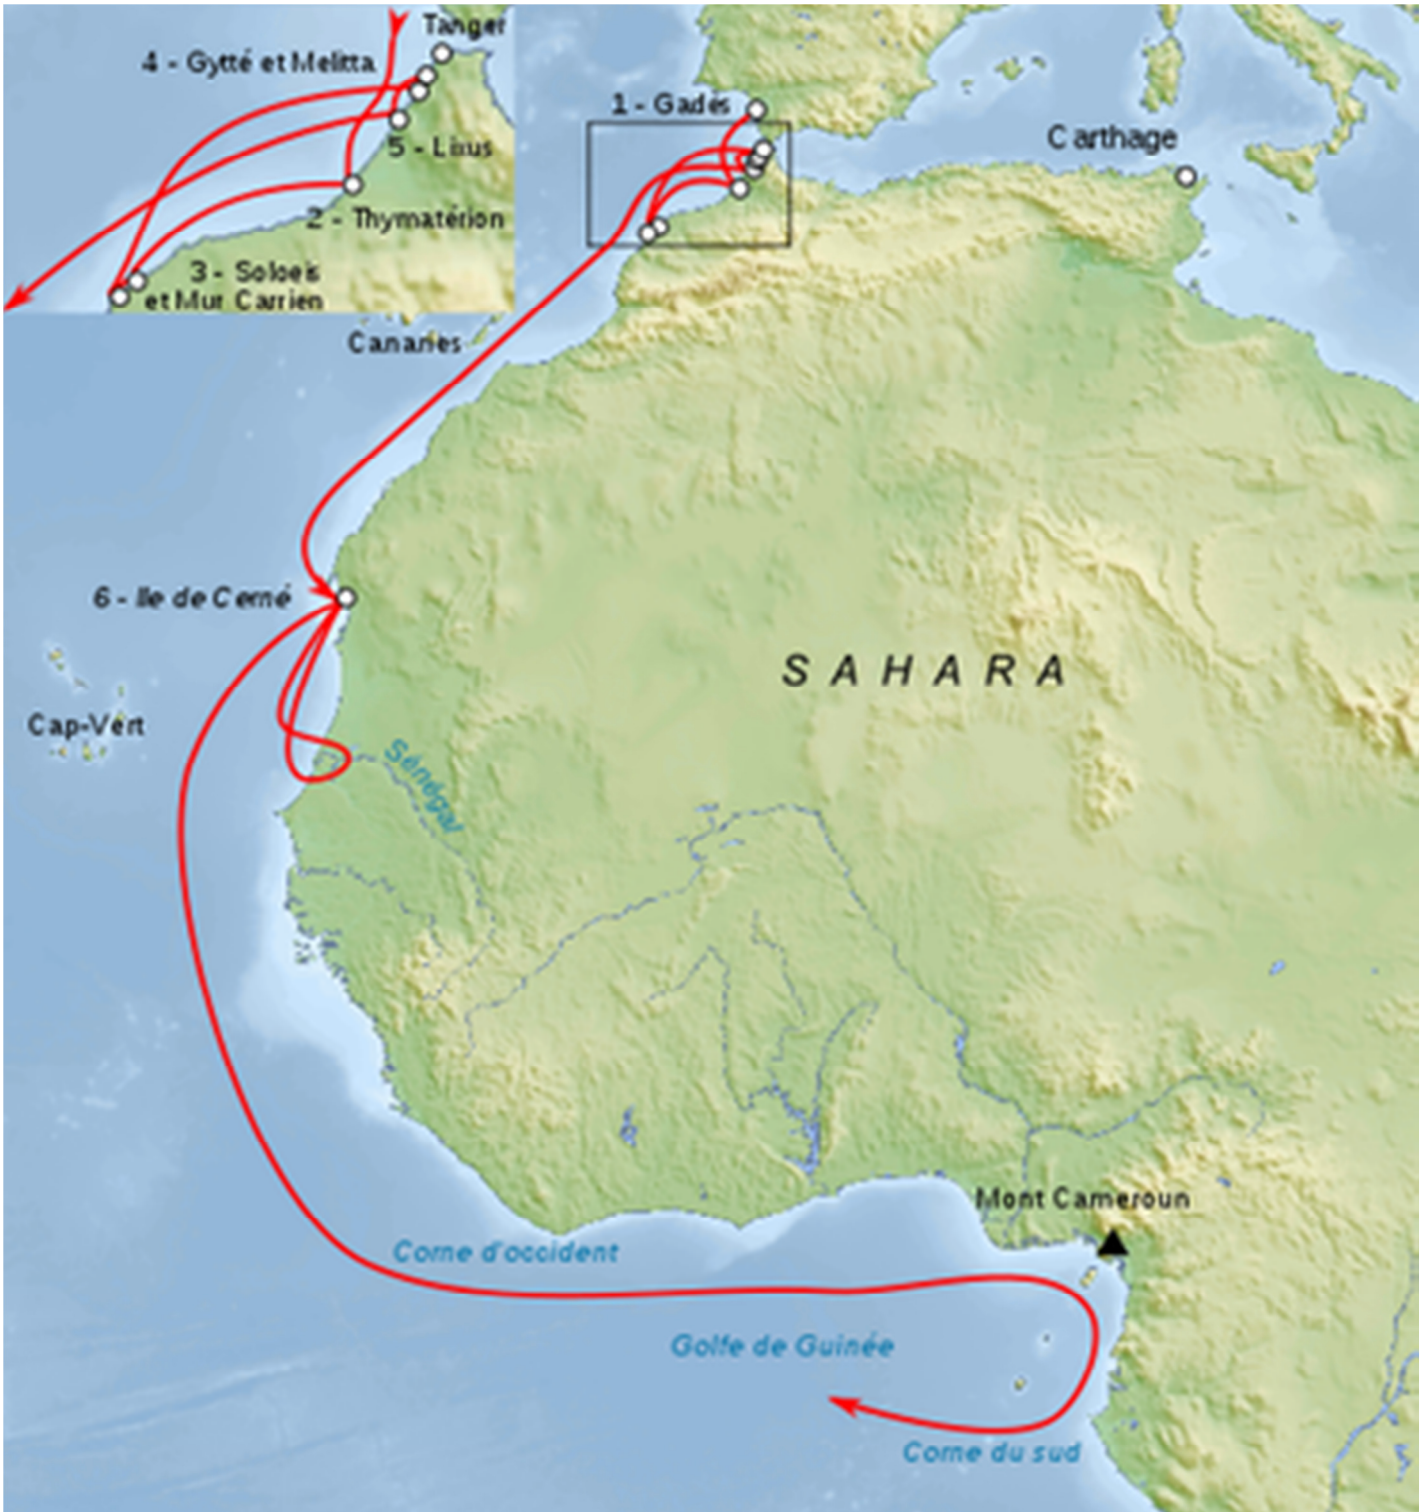 Tanger
4 - Gytté et Melitta
5 - Lixus
2 - Thymatérion
3 - Soloeis
et Mur Carrien
1 - Gadès
Carthage
Canaries
6 - Ile de Cerné
SAHARA
Cap-Vert
Sénégal
Mont Cameroun
Corne d'occident
Golfe de Guinée
Corne du sud